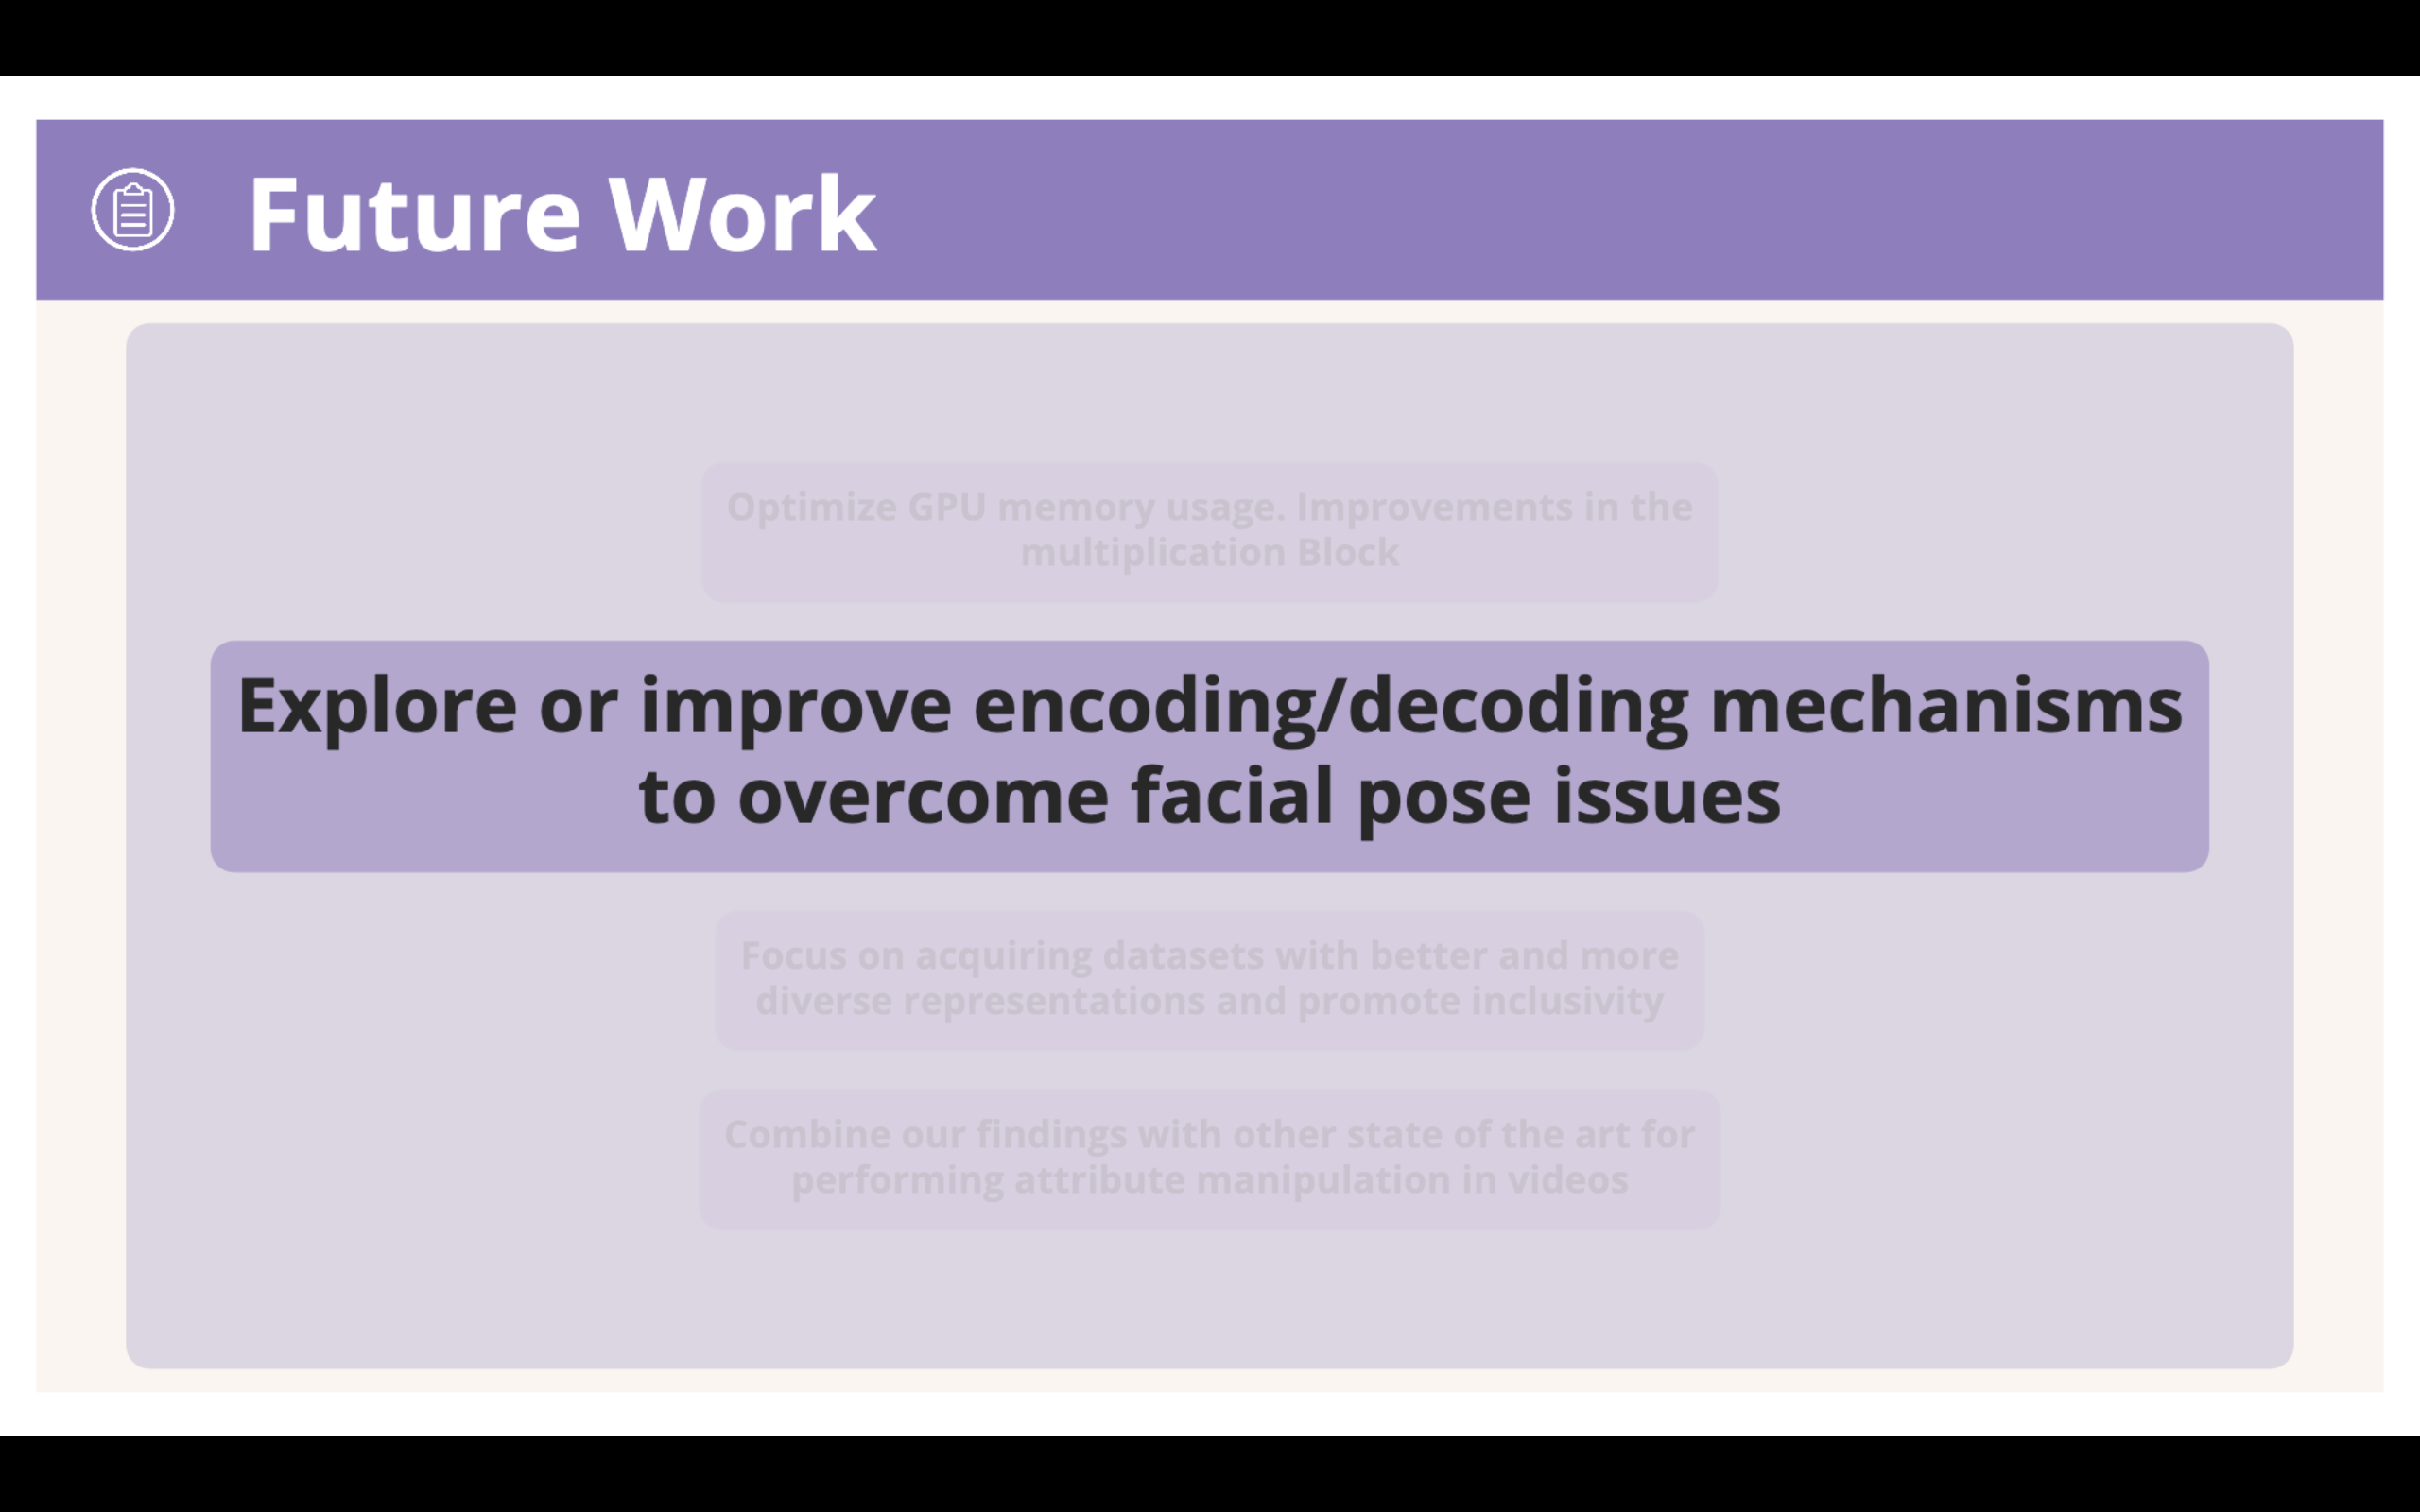 Future Work
Optimize GPU memory usage. Improvements in the
multiplication Block
Explore or improve encoding/decoding mechanisms
to overcome facial pose issues
Focus on acquiring datasets with better and more
diverse representations and promote inclusivity
Combine our findings with other state of the art for
performing attribute manipulation in videos